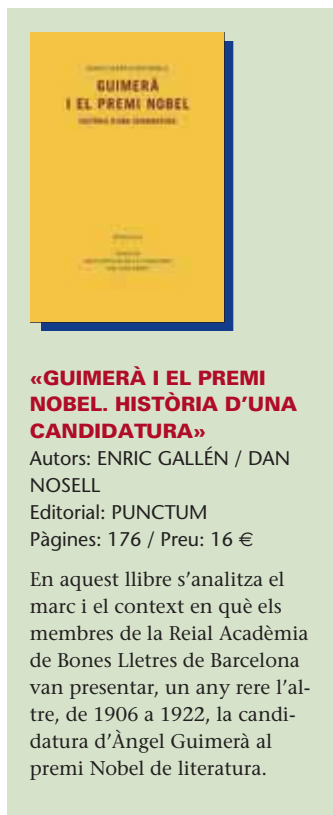 GUIMERÀ
I EL PREMI NOBEL
HISTÒRIA D'UNA CANDIDATURA
«GUIMERÀ I EL PREMI
NOBEL. HISTÒRIA D'UNA
CANDIDATURA»
Autors: ENRIC GALLÉN / DAN
NOSELL
Editorial: PUNCTUM
Pàgines: 176 / Preu: 16 €
En aquest llibre s'analitza el
marc i el context en què els
membres de la Reial Acadèmia
de Bones Lletres de Barcelona
van presentar, un any rere l'al-
tre, de 1906 a 1922, la candi-
datura d'Àngel Guimerà al
premi Nobel de literatura.